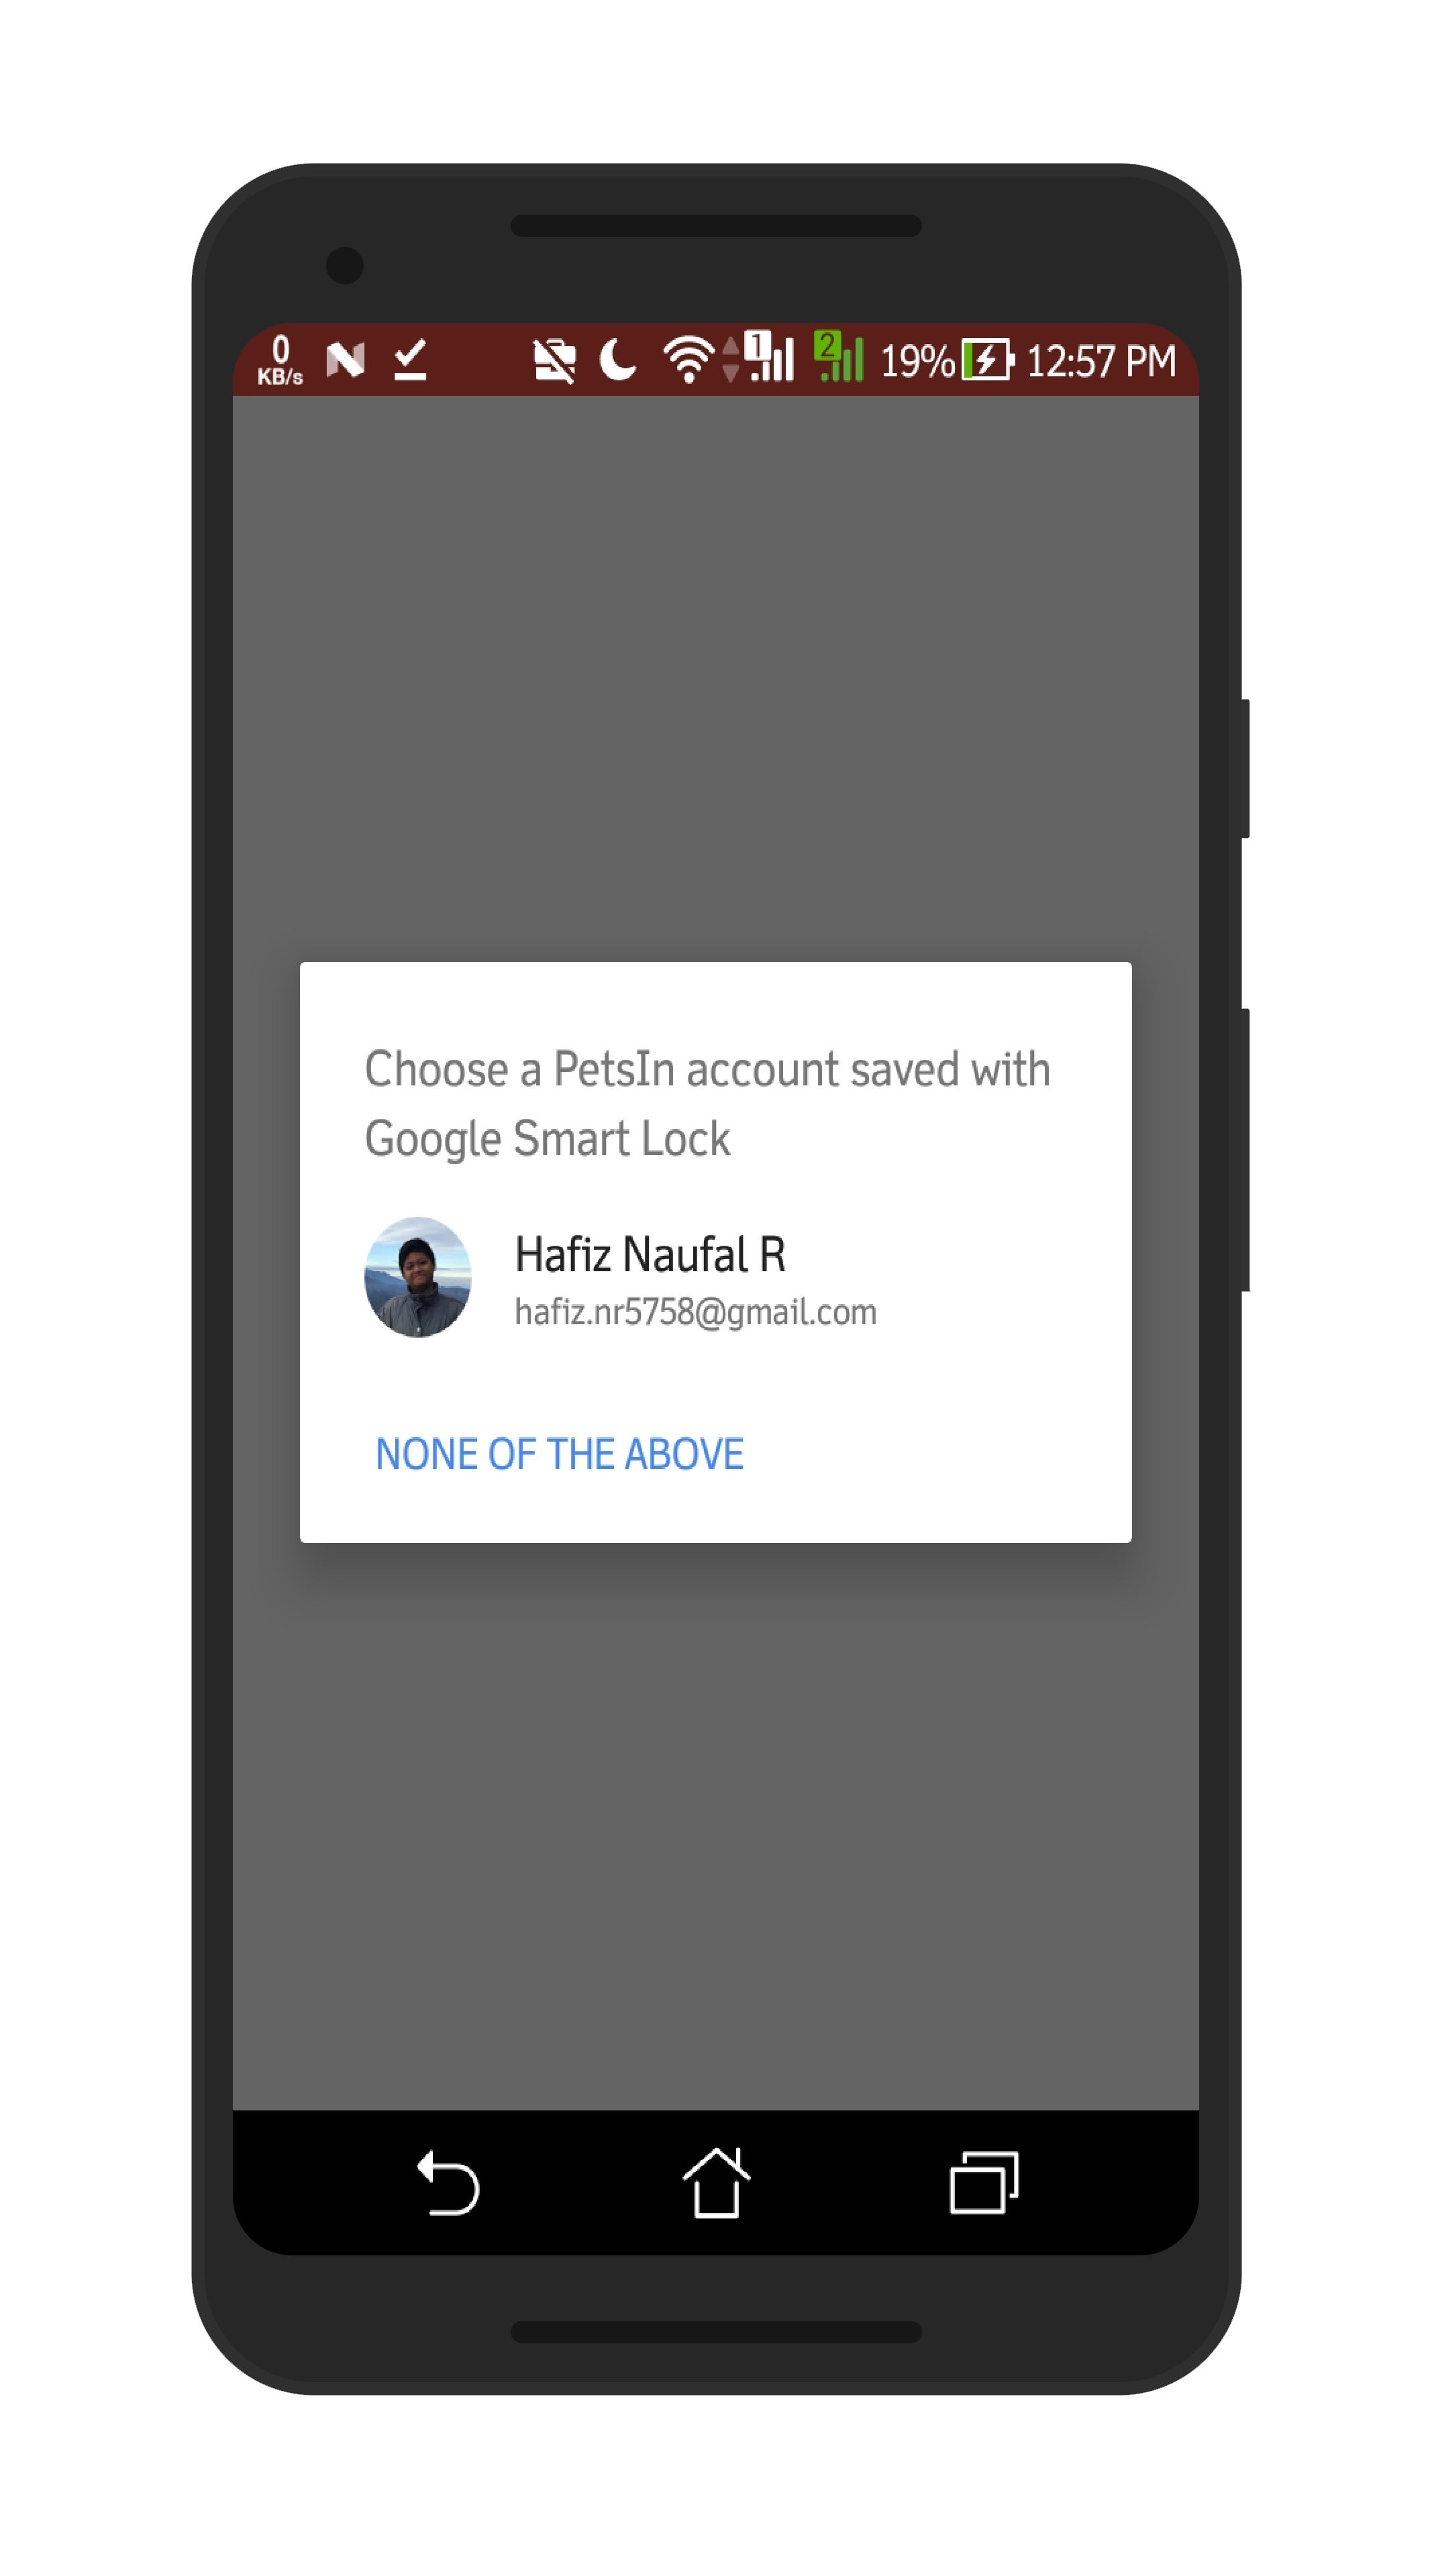 0 KB/s 1 2 19% 12:57 PM
Choose a PetsIn account saved with
Google Smart Lock
Hafiz Naufal R
hafiz.nr5758@gmail.com
NONE OF THE ABOVE